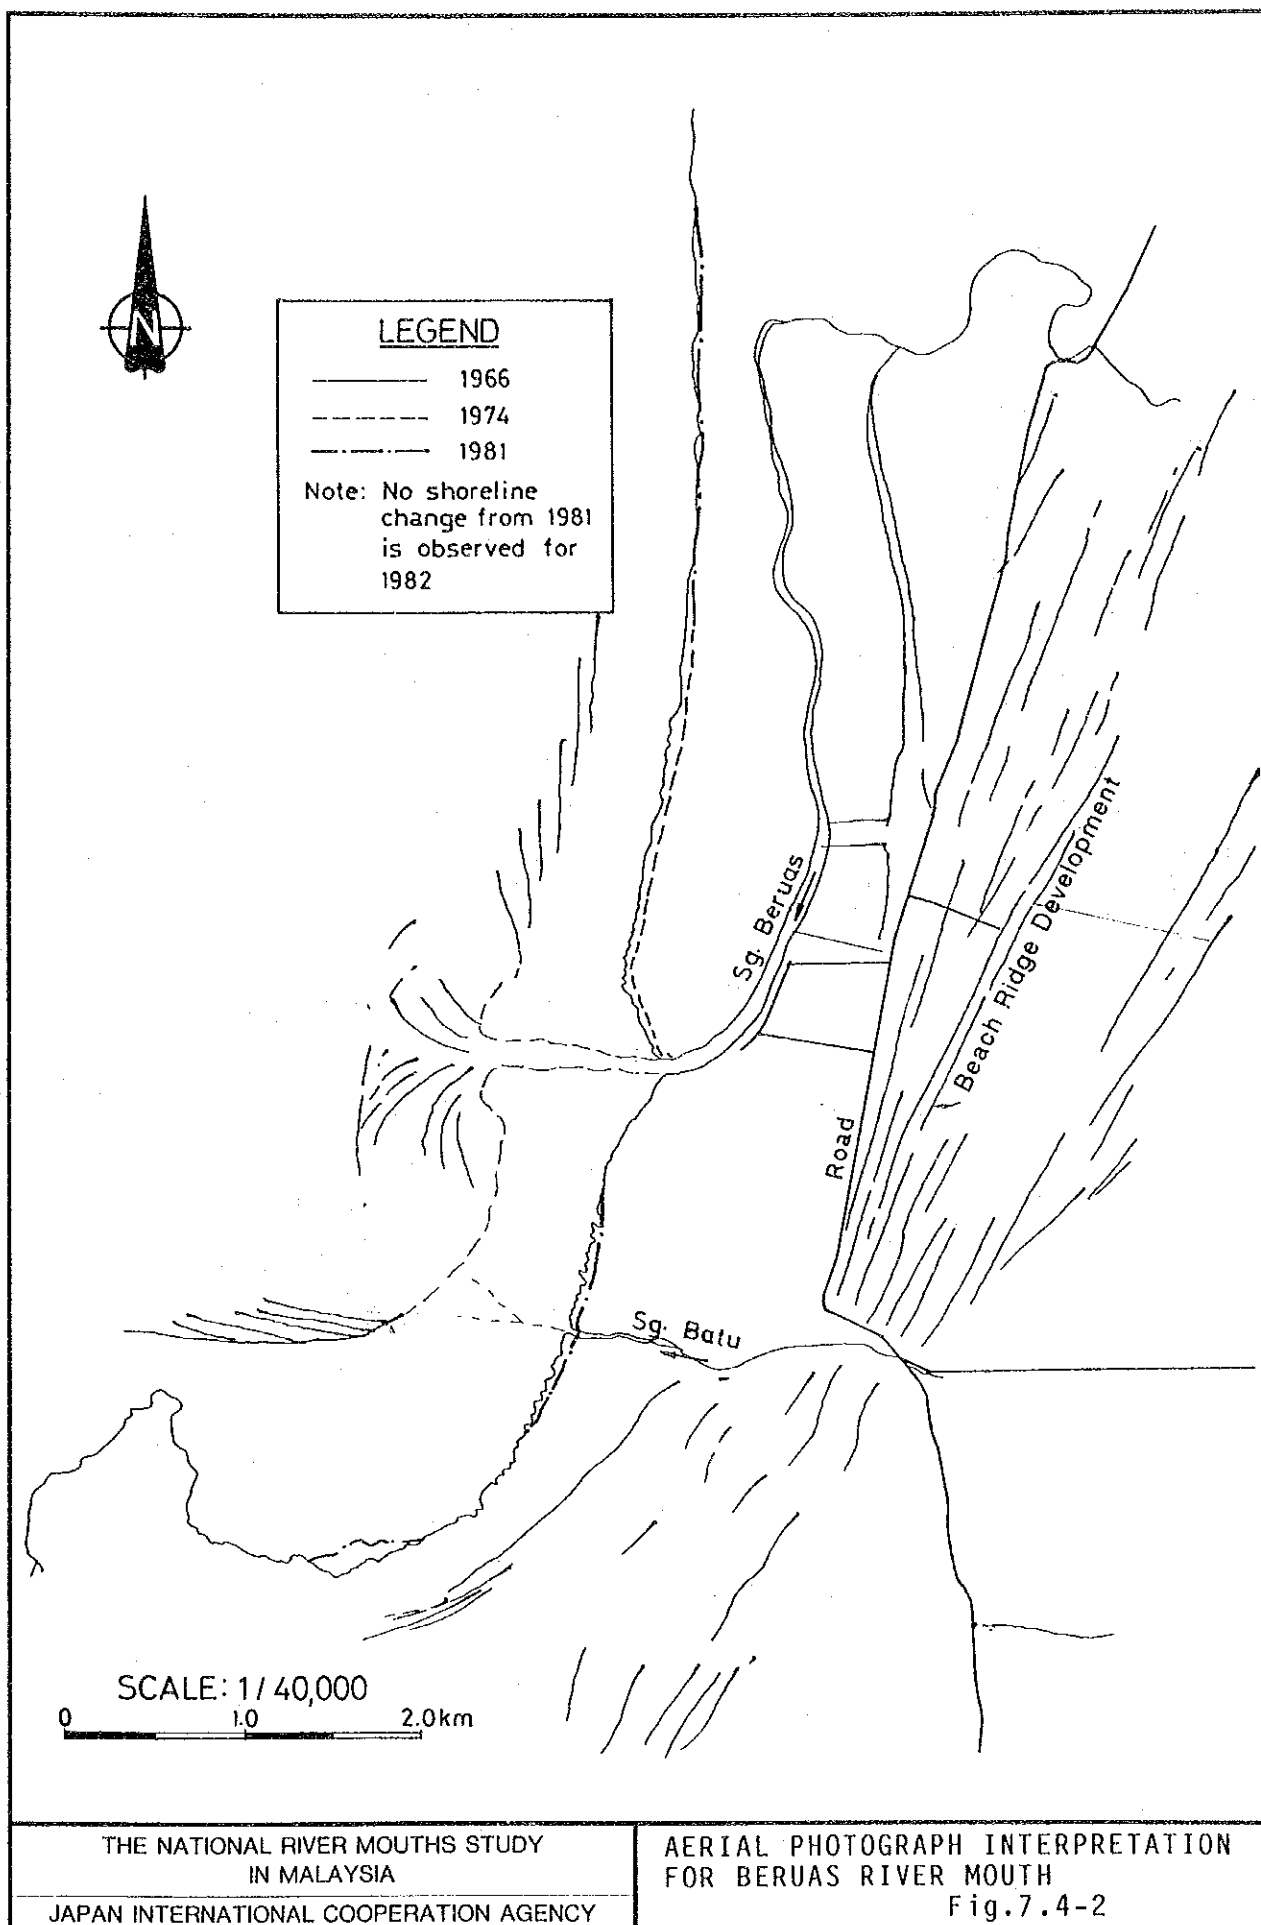 N
LEGEND
1966
1974
1981
Note: No shoreline
change from 1981
is observed for
1982
Sg. Beruas
Beach Ridge Development
Road
Sg. Batu
SCALE: 1/40,000
0 1.0 2.0km
THE NATIONAL RIVER MOUTHS STUDY
IN MALAYSIA
JAPAN INTERNATIONAL COOPERATION AGENCY
AERIAL PHOTOGRAPH INTERPRETATION
FOR BERUAS RIVER MOUTH
Fig.7.4-2